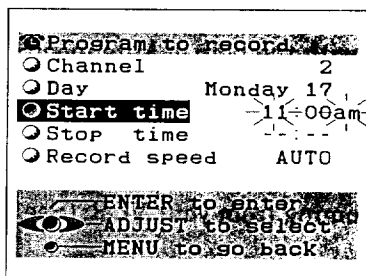 Program to record
Channel 2
Day Monday 17
Start time 11:00am
Stop time --:--
Record speed AUTO
ENTER to enter
ADJUST to select
MENU to go back